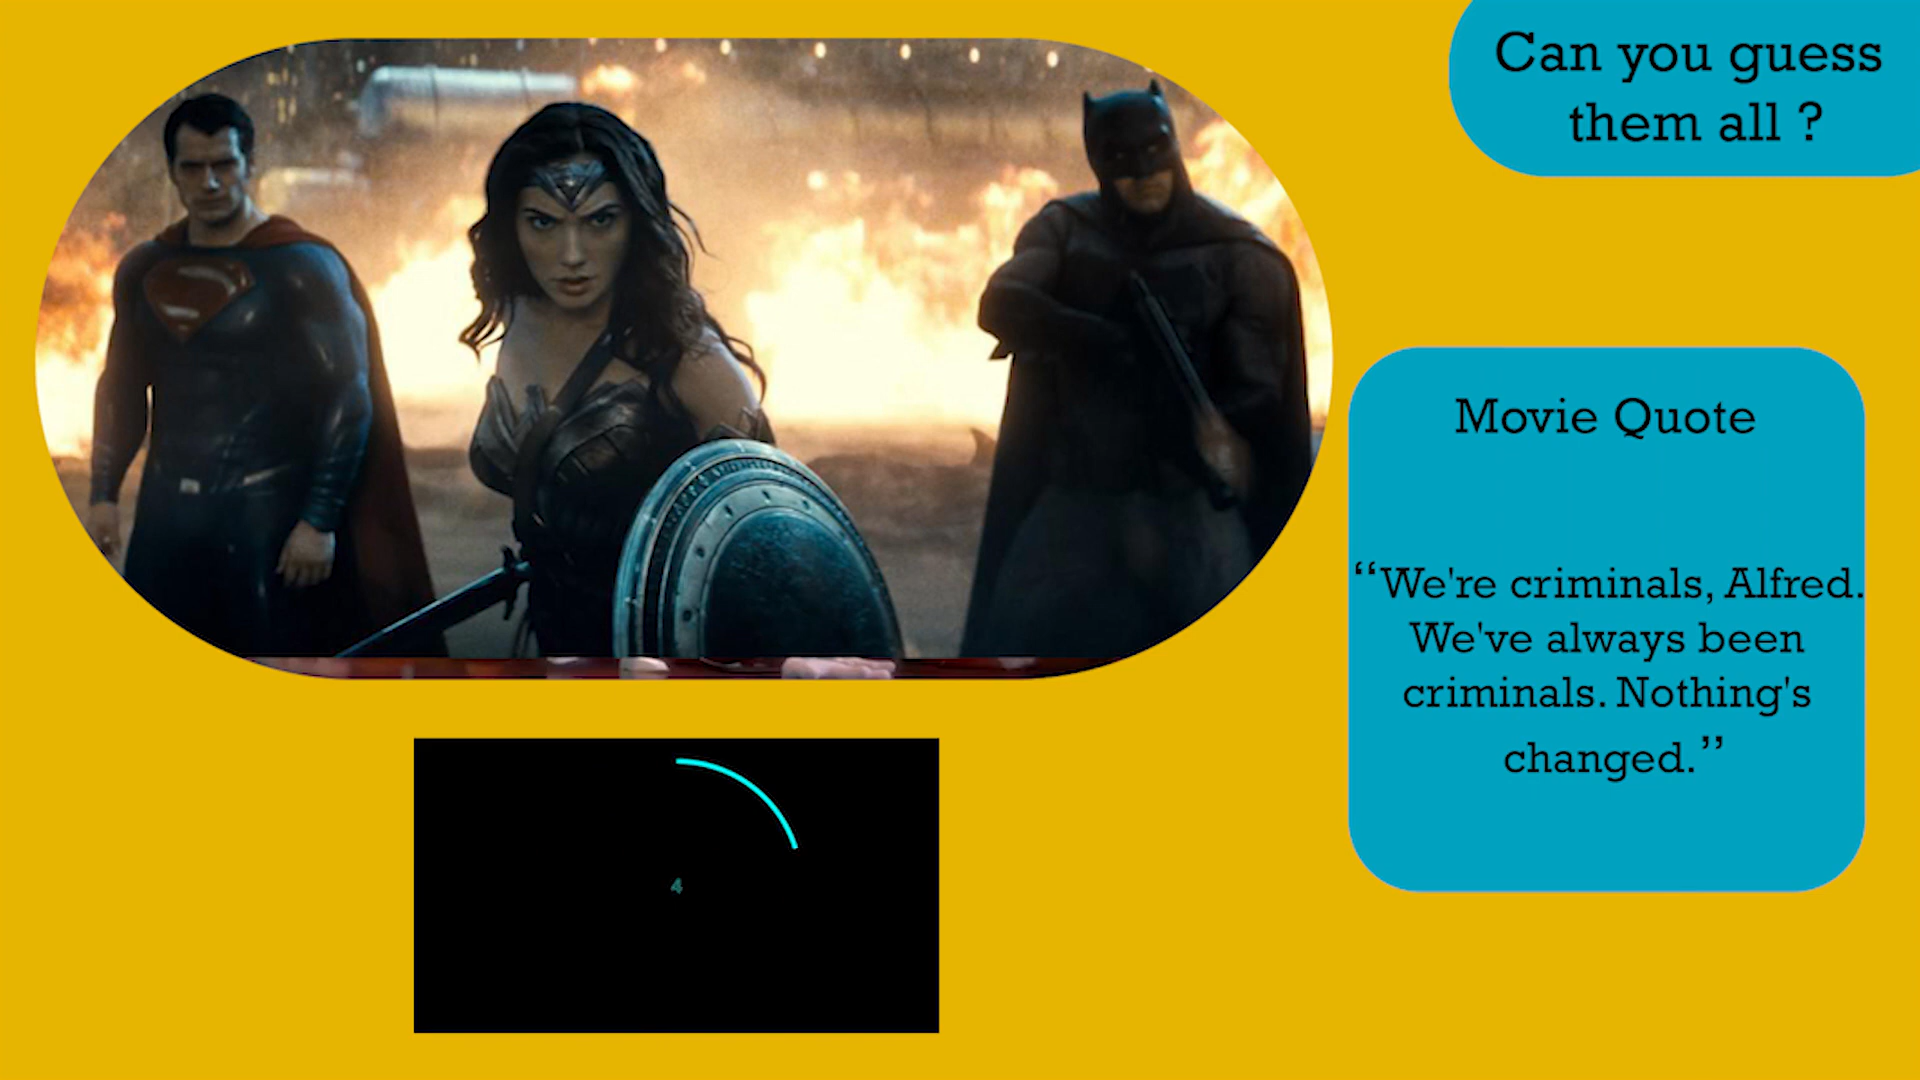 Can you guess
them all ?
Movie Quote
“We're criminals, Alfred.
We've always been
criminals. Nothing's
changed.”
4